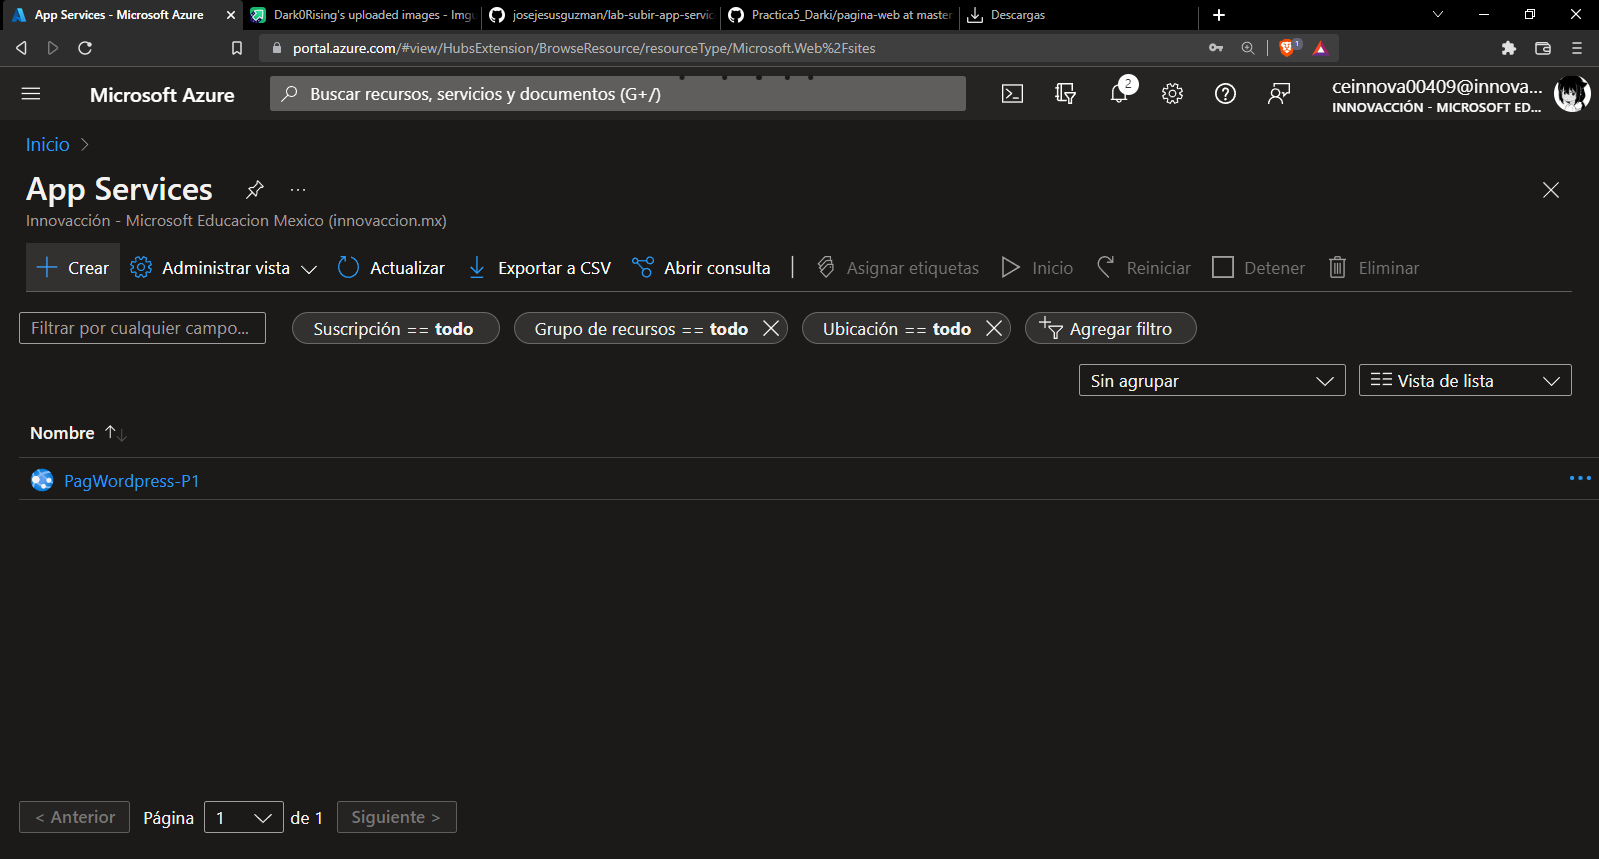 App Services - Microsoft Azure
Dark0Rising's uploaded images - Imgu
josejesusguzman/lab-subir-app-servic
Practica5_Darki/pagina-web at master
Descargas
portal.azure.com/#view/HubsExtension/BrowseResource/resourceType/Microsoft.Web%2Fsites
1
Microsoft Azure
Buscar recursos, servicios y documentos (G+/)
2
ceinnova00409@innova...
INNOVACCIÓN - MICROSOFT ED...
Inicio >
App Services
Innovacción - Microsoft Educacion Mexico (innovaccion.mx)
Crear
Administrar vista
Actualizar
Exportar a CSV
Abrir consulta
Asignar etiquetas
Inicio
Reiniciar
Detener
Eliminar
Filtrar por cualquier campo...
Suscripción == todo
Grupo de recursos == todo
Ubicación == todo
Agregar filtro
Sin agrupar
Vista de lista
Nombre
PagWordpress-P1
< Anterior
Página
1
de 1
Siguiente >